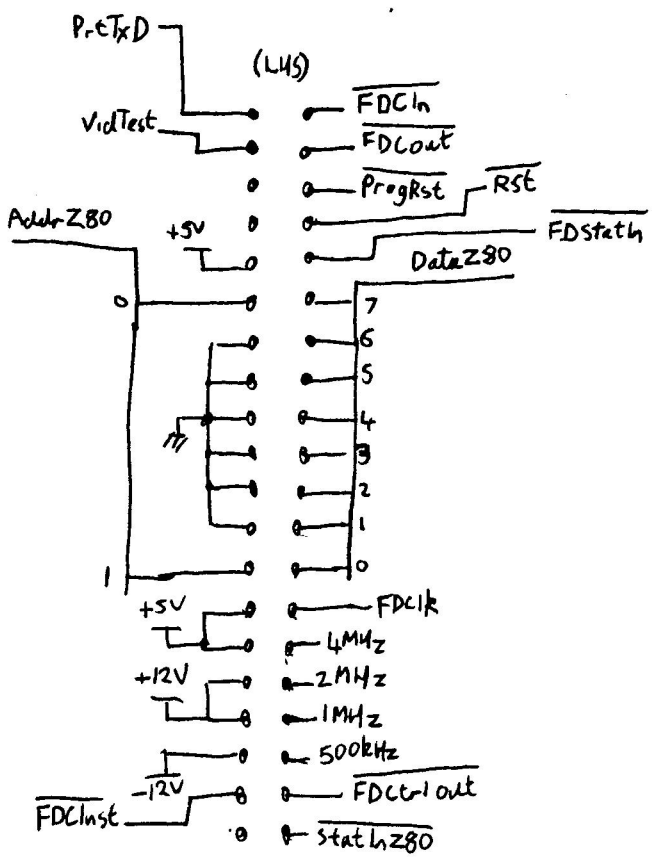 PrtTxD
(LHS)
FDCIn
VidTest
FDCout
ProgRst
Rst
AddrZ80
+5V
FDStatIn
DataZ80
0
7
6
5
4
3
2
1
1
0
+5V
FDClk
4MHz
+12V
2MHz
1MHz
500kHz
-12V
FDCtrlout
FDCInst
StatInZ80